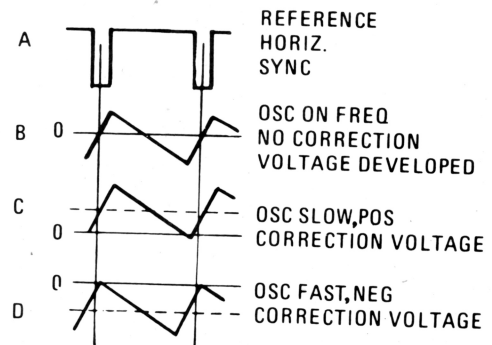 A
REFERENCE
HORIZ.
SYNC
B
0
OSC ON FREQ
NO CORRECTION
VOLTAGE DEVELOPED
C
0
OSC SLOW,POS
CORRECTION VOLTAGE
0
D
OSC FAST,NEG
CORRECTION VOLTAGE